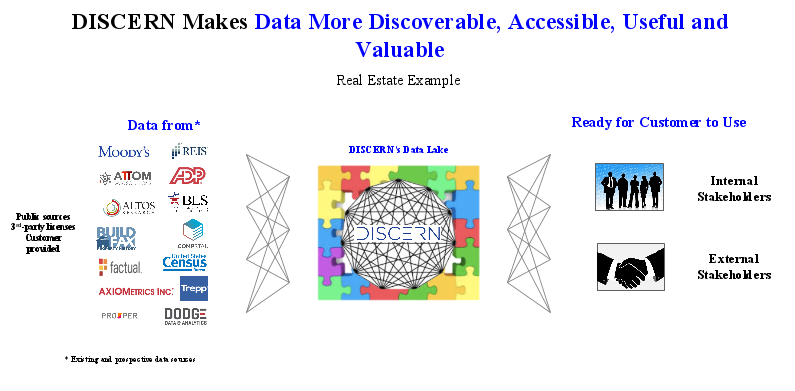 DISCERN Makes Data More Discoverable, Accessible, Useful and
Valuable
Real Estate Example
Data from*
DISCERN's Data Lake
Ready for Customer to Use
MOODY'S
REIS
ATTOM
ADP
ALTOS
RESEARCH
BLS
Public sources
3rd-party licenses
Customer
provided
BUILD
FAX
COMPSTAK
factual.
United States
Census
Bureau
AXIOMETRICS INC.
Trepp
PROSPER
DODGE
DATA & ANALYTICS
DISCERN
Internal
Stakeholders
External
Stakeholders
* Existing and prospective data sources